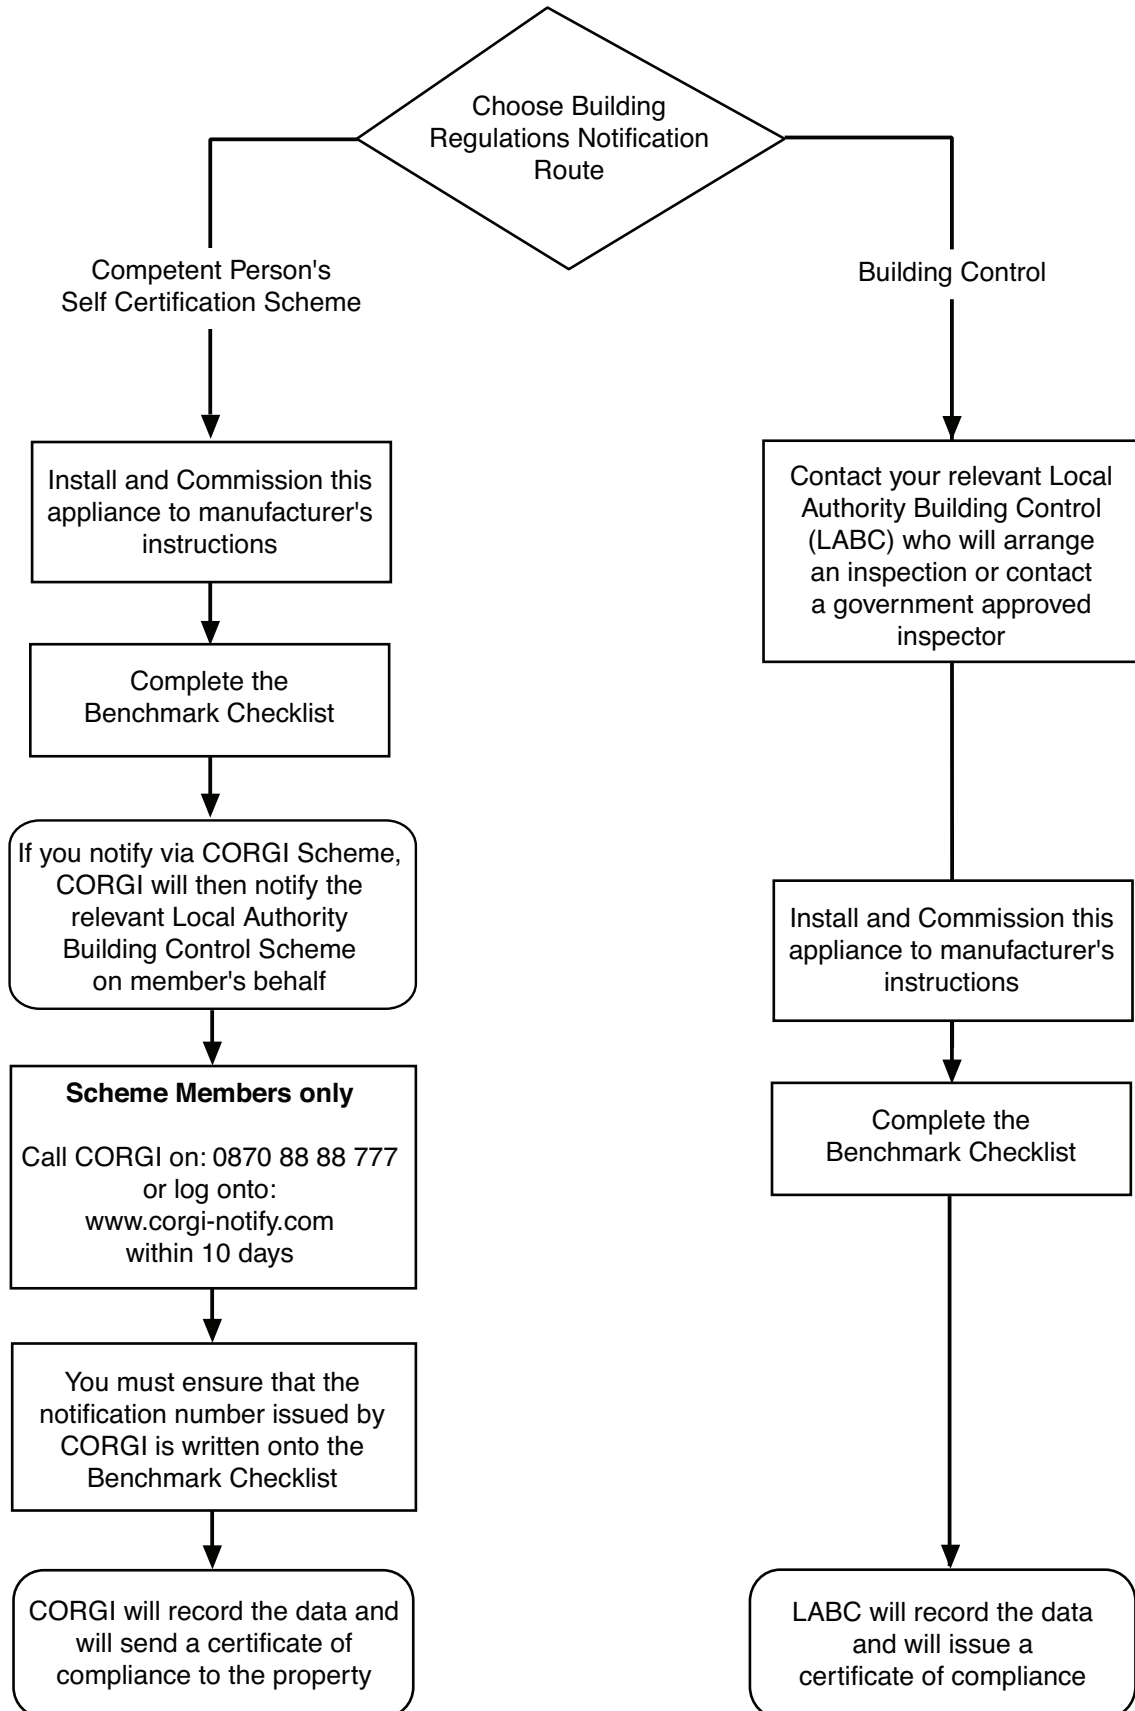 Choose Building
Regulations Notification
Route
Competent Person's
Self Certification Scheme
Building Control
Install and Commission this
appliance to manufacturer's
instructions
Contact your relevant Local
Authority Building Control
(LABC) who will arrange
an inspection or contact
a government approved
inspector
Complete the
Benchmark Checklist
If you notify via CORGI Scheme,
CORGI will then notify the
relevant Local Authority
Building Control Scheme
on member's behalf
Install and Commission this
appliance to manufacturer's
instructions
Scheme Members only
Call CORGI on: 0870 88 88 777
or log onto:
www.corgi-notify.com
within 10 days
Complete the
Benchmark Checklist
You must ensure that the
notification number issued by
CORGI is written onto the
Benchmark Checklist
CORGI will record the data and
will send a certificate of
compliance to the property
LABC will record the data
and will issue a
certificate of compliance